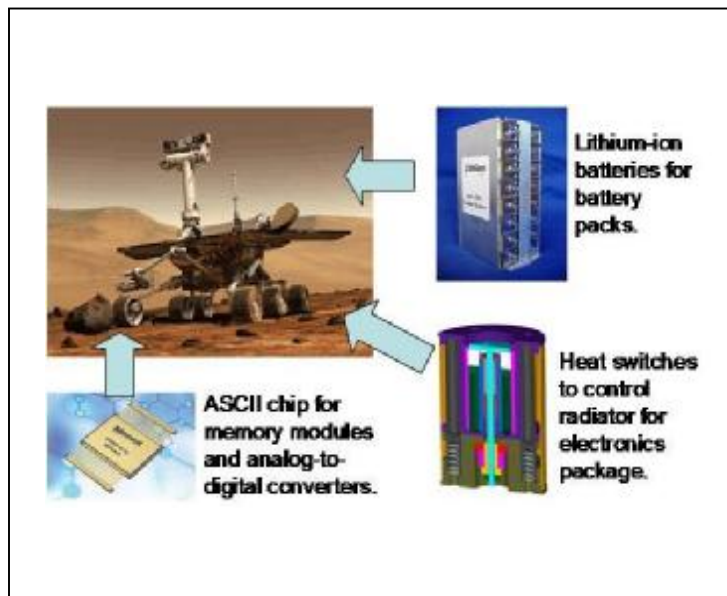 Lithium-ion
batteries for
battery
packs.
Heat switches
to control
radiator for
electronics
package.
ASCII chip for
memory modules
and analog-to-
digital converters.